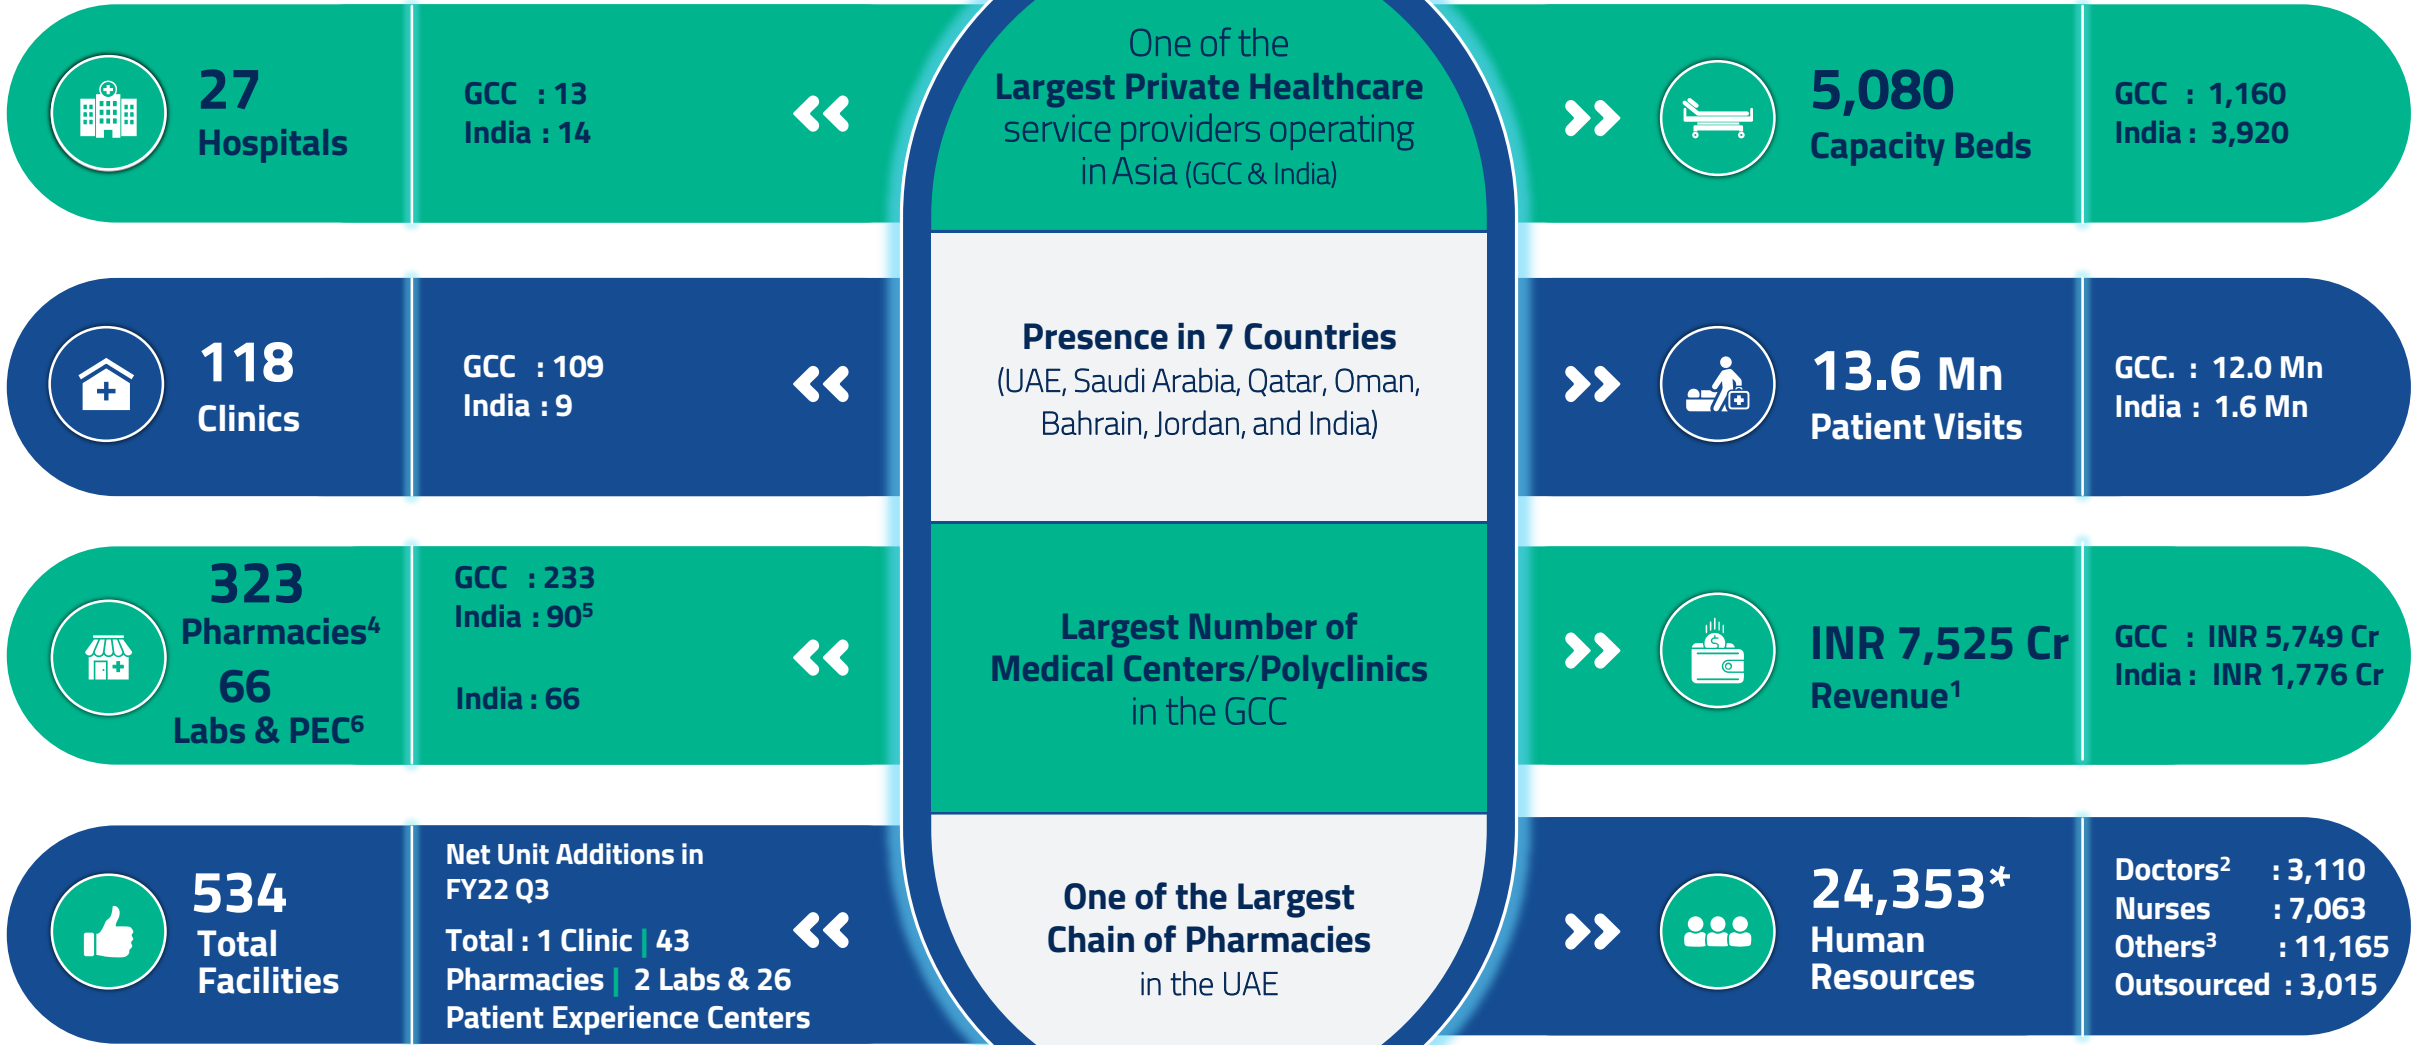 27
Hospitals
GCC : 13
India : 14
118
Clinics
GCC : 109
India : 9
323
Pharmacies⁴
66
Labs & PEC⁶
GCC : 233
India : 90⁵
India : 66
534
Total
Facilities
Net Unit Additions in
FY22 Q3
Total : 1 Clinic | 43
Pharmacies | 2 Labs & 26
Patient Experience Centers
One of the
Largest Private Healthcare
service providers operating
in Asia (GCC & India)
Presence in 7 Countries
(UAE, Saudi Arabia, Qatar, Oman,
Bahrain, Jordan, and India)
Largest Number of
Medical Centers/Polyclinics
in the GCC
One of the Largest
Chain of Pharmacies
in the UAE
5,080
Capacity Beds
GCC : 1,160
India : 3,920
13.6 Mn
Patient Visits
GCC. : 12.0 Mn
India : 1.6 Mn
INR 7,525 Cr
Revenue¹
GCC : INR 5,749 Cr
India : INR 1,776 Cr
24,353*
Human
Resources
Doctors² : 3,110
Nurses : 7,063
Others³ : 11,165
Outsourced : 3,015